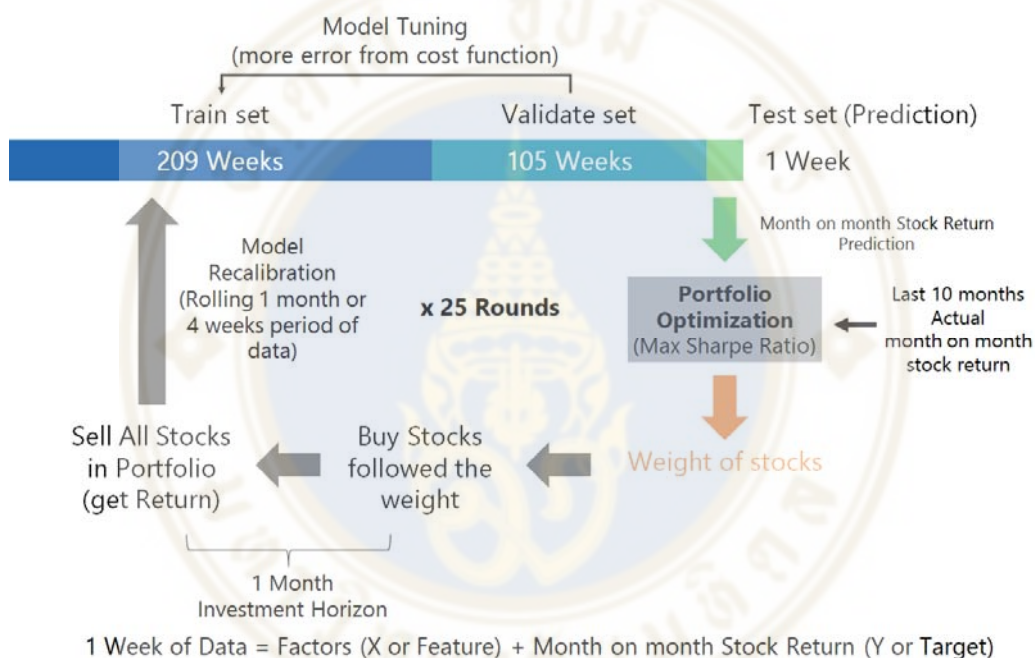 Model Tuning
(more error from cost function)
Train set
Validate set
Test set (Prediction)
209 Weeks
105 Weeks
1 Week
Month on month Stock Return
Prediction
Model
Recalibration
(Rolling 1 month or
4 weeks period of
data)
x 25 Rounds
Portfolio
Optimization
(Max Sharpe Ratio)
Last 10 months
Actual
month on month
stock return
Sell All Stocks
in Portfolio
(get Return)
Buy Stocks
followed the
weight
Weight of stocks
1 Month
Investment Horizon
1 Week of Data = Factors (X or Feature) + Month on month Stock Return (Y or Target)